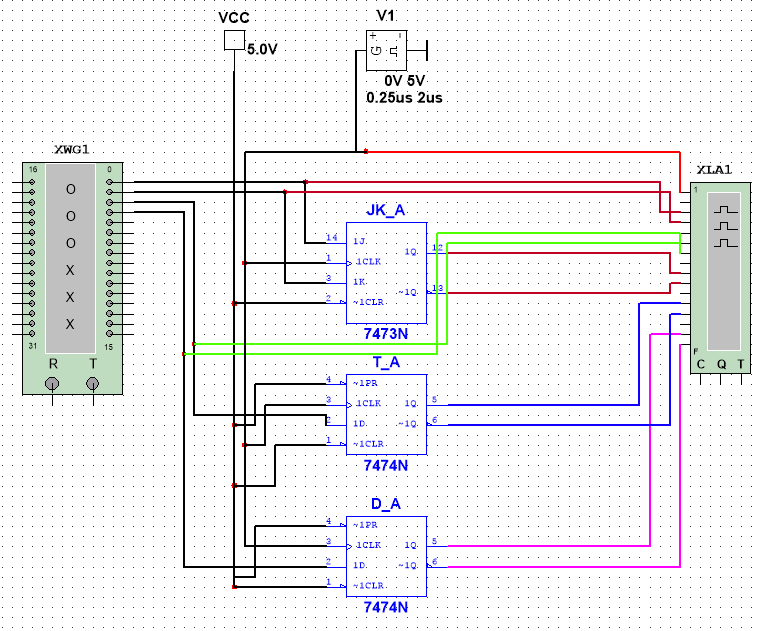 VCC
5.0V
V1
G
+
-
0V 5V
0.25us 2us
XWG1
16
0
O
O
O
X
X
X
31
15
R
T
XLA1
1
F
C Q T
JK_A
14
1J
12
1Q
1
1CLK
3
1K
13
~1Q
2
~1CLR
7473N
T_A
4
~1PR
3
1CLK
1Q
5
2
1D
~1Q
6
1
~1CLR
7474N
D_A
4
~1PR
3
1CLK
1Q
5
2
1D
~1Q
6
1
~1CLR
7474N